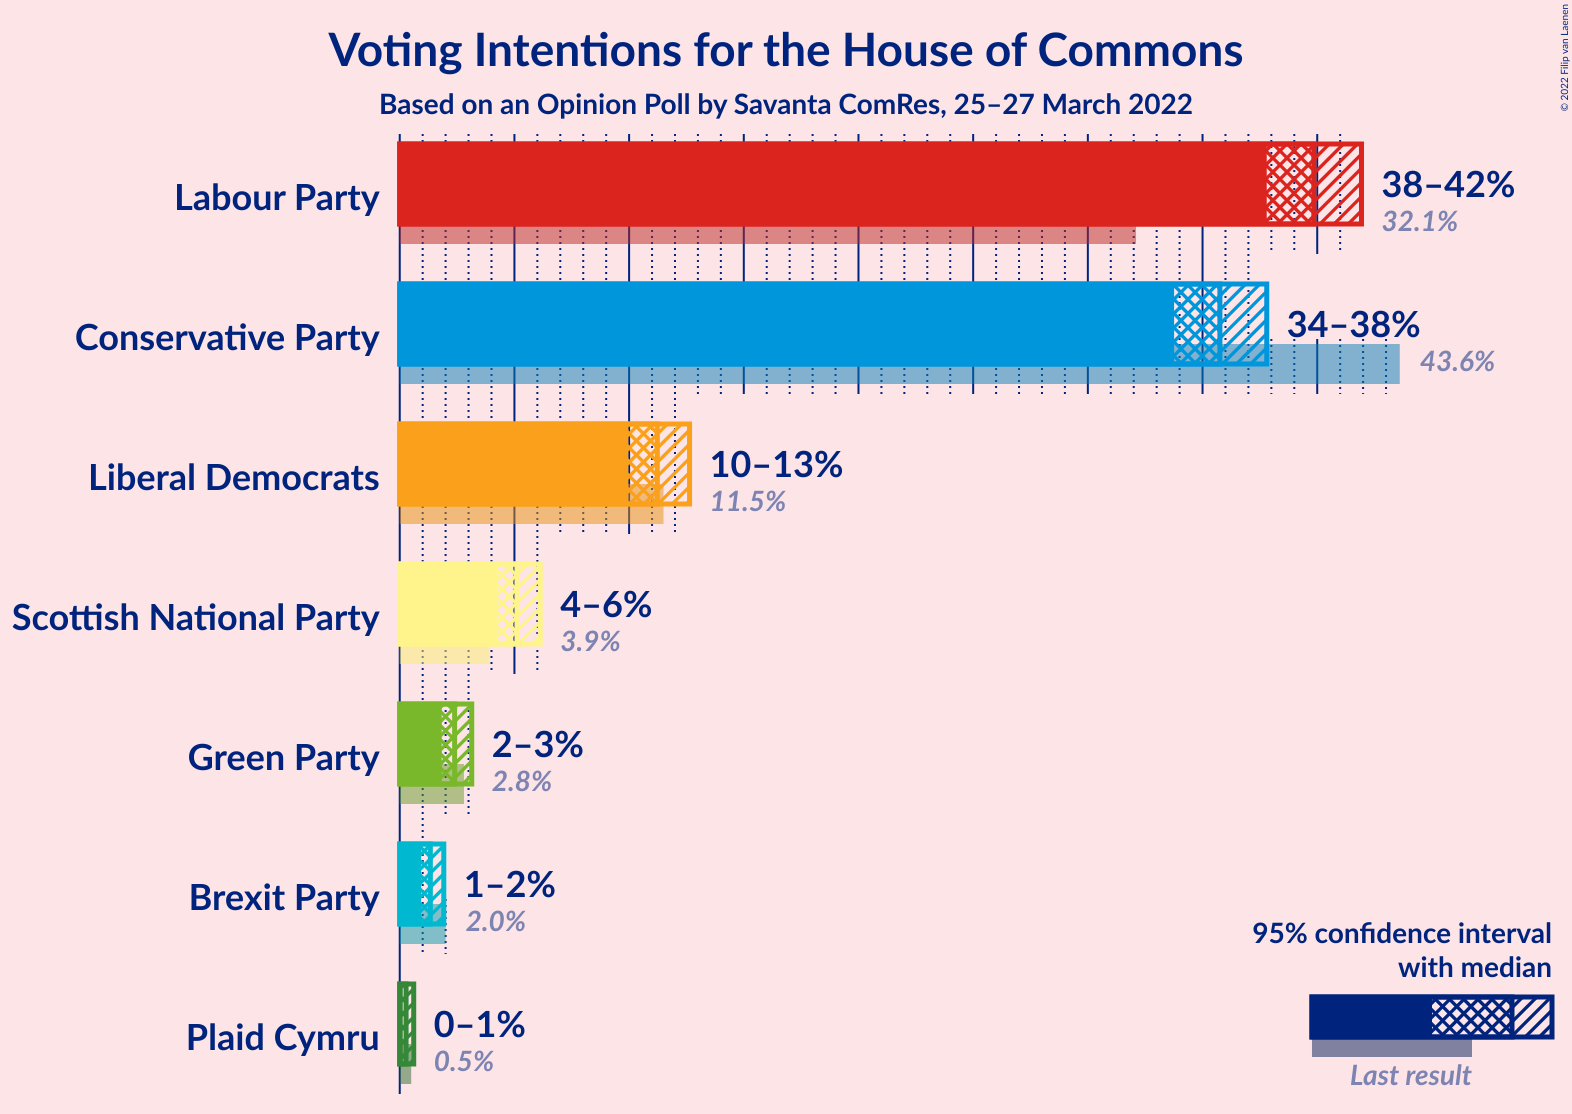 Voting Intentions for the House of Commons
Based on an Opinion Poll by Savanta ComRes, 25–27 March 2022
© 2022 Filip van Laenen
Labour Party
38–42%
32.1%
Conservative Party
34–38%
43.6%
Liberal Democrats
10–13%
11.5%
Scottish National Party
4–6%
3.9%
Green Party
2–3%
2.8%
Brexit Party
1–2%
2.0%
Plaid Cymru
0–1%
0.5%
95% confidence interval
with median
Last result